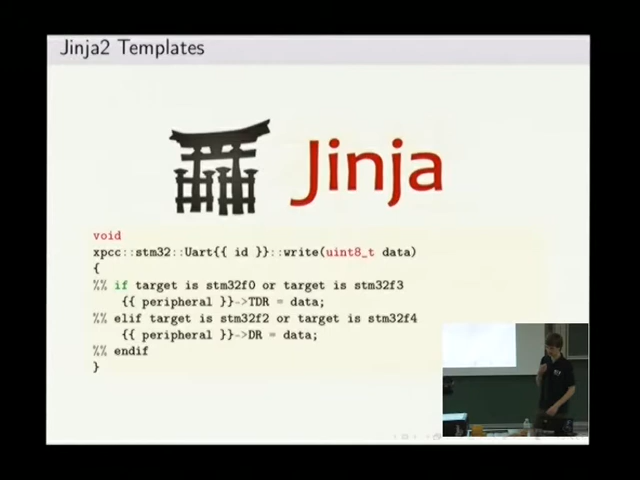 Jinja2 Templates
Jinja
void
xpcc::stm32::Uart{{ id }}::write(uint8_t data)
{
%% if target is stm32f0 or target is stm32f3
{{ peripheral }}->TDR = data;
%% elif target is stm32f2 or target is stm32f4
{{ peripheral }}->DR = data;
%% endif
}